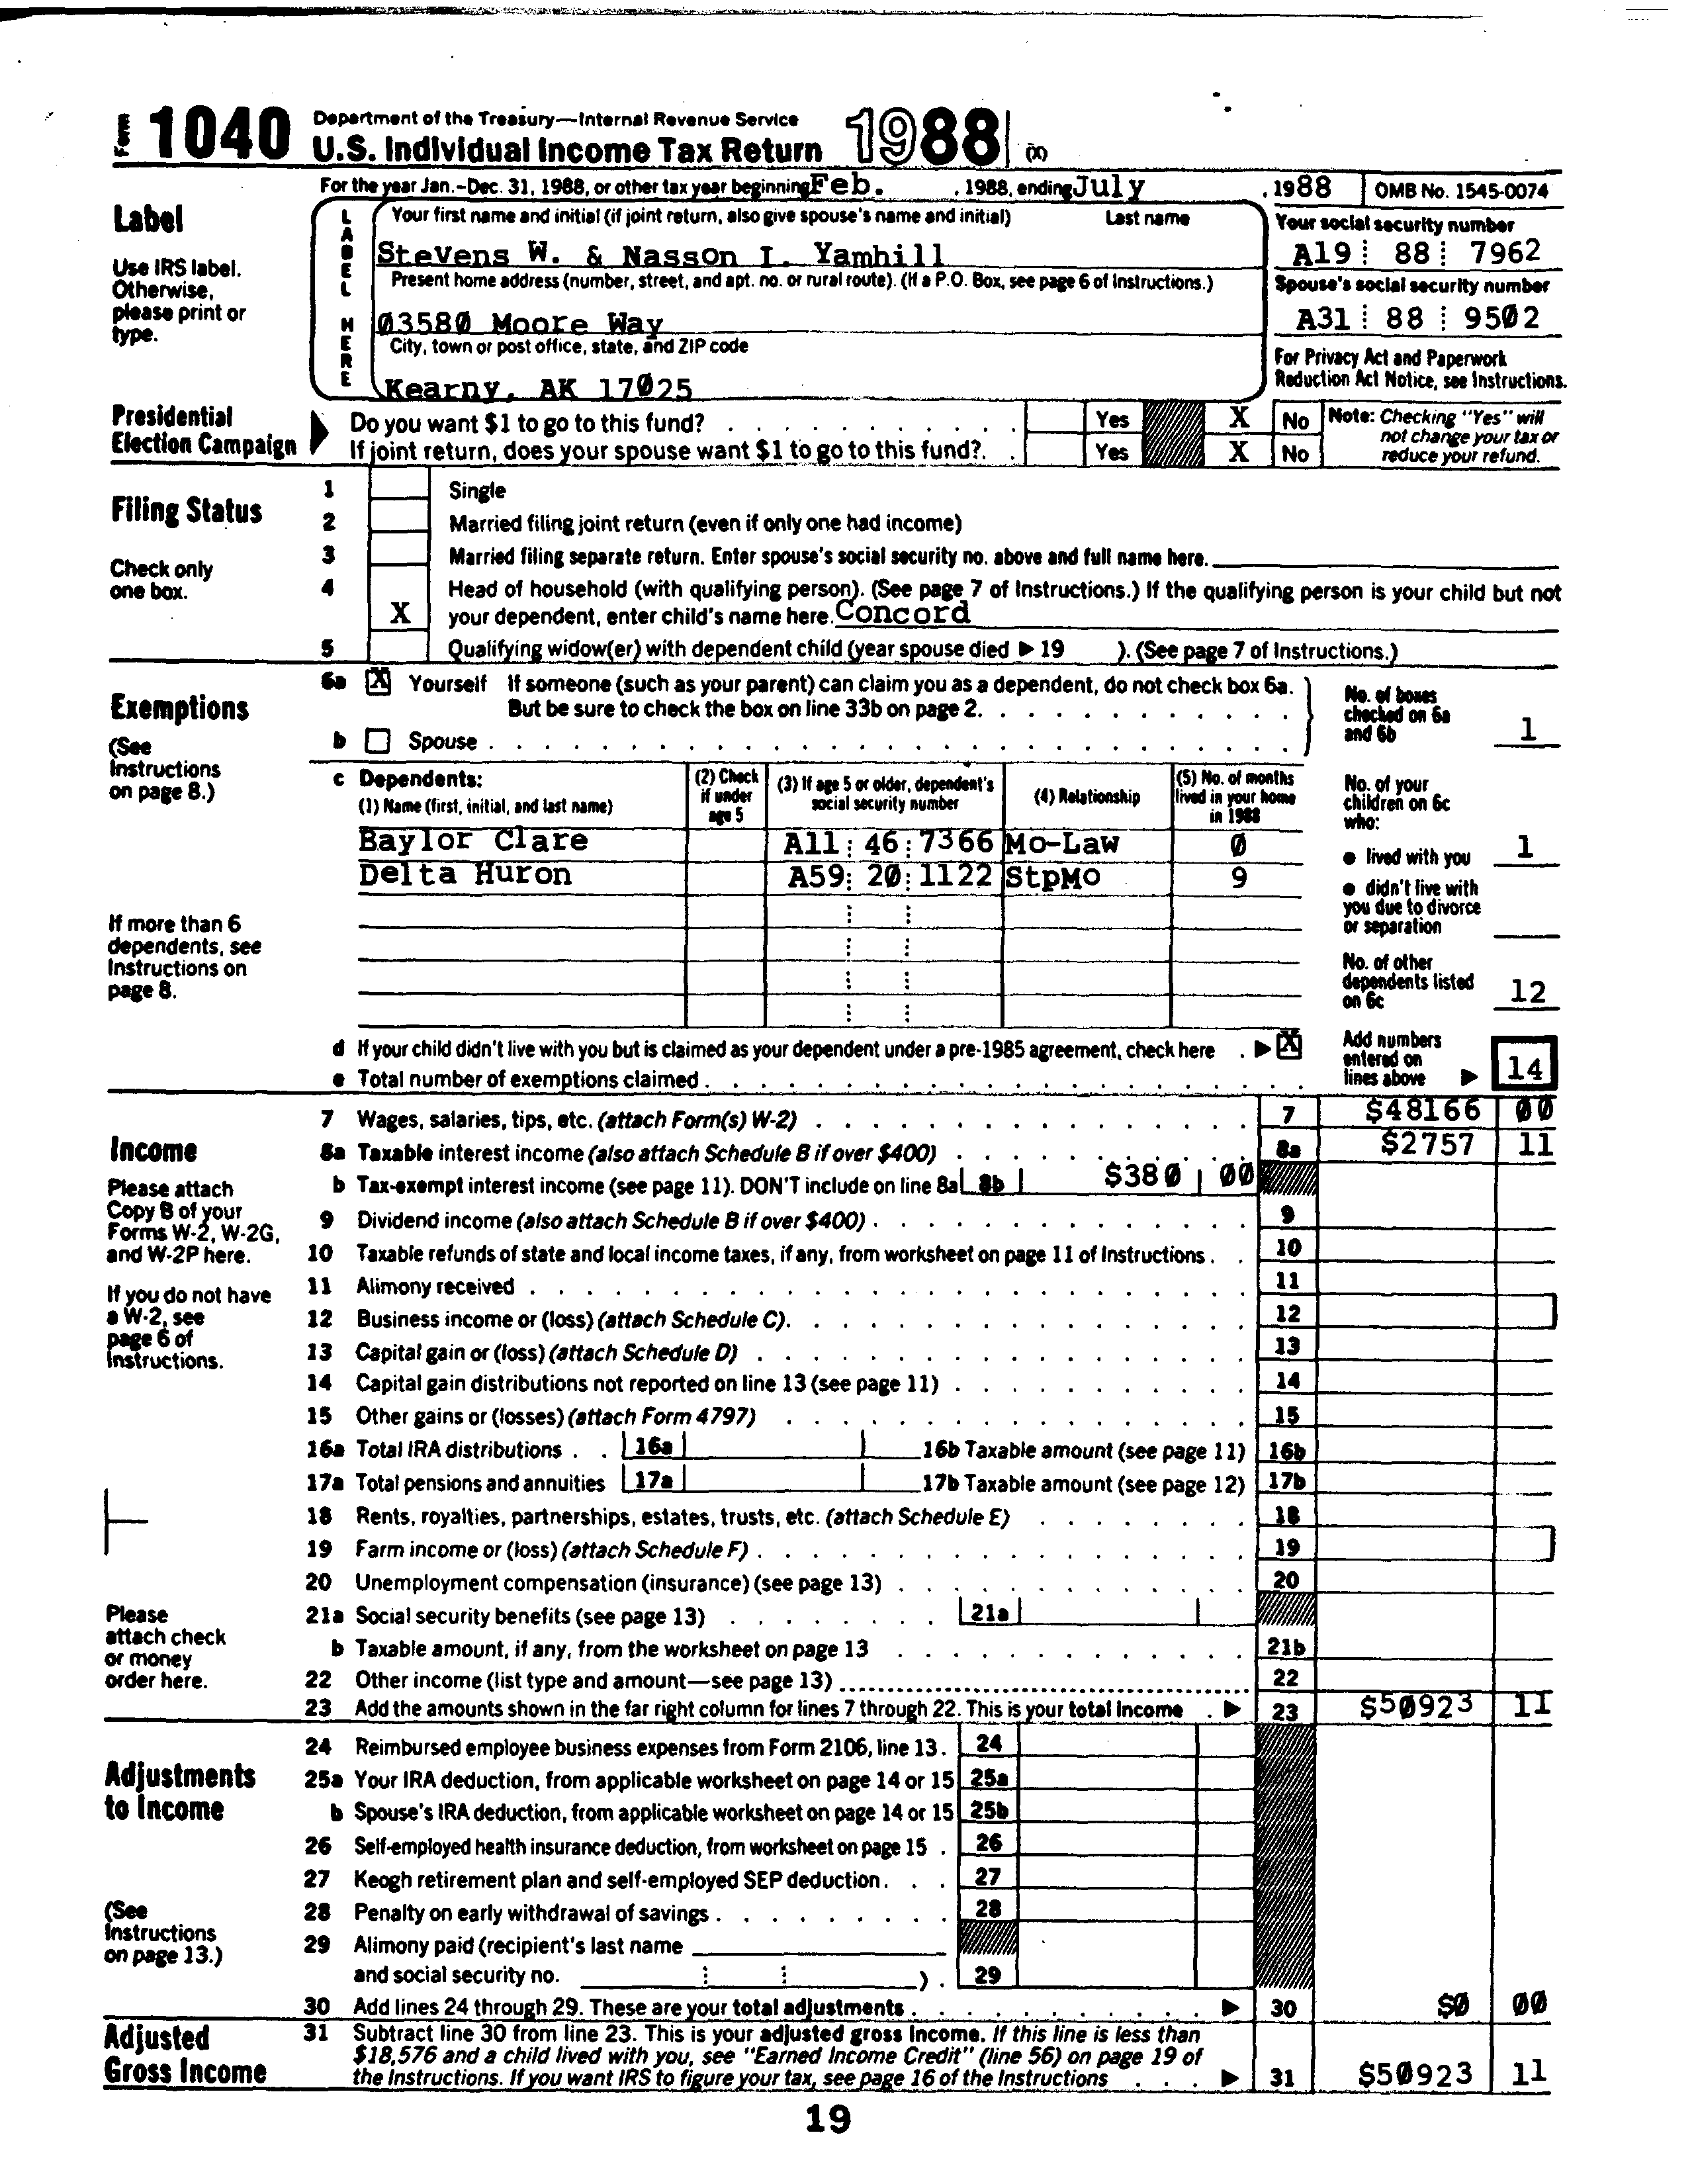 Form 1040 Department of the Treasury—Internal Revenue Service
U.S. Individual Income Tax Return 1988 (X)
For the year Jan.-Dec. 31, 1988, or other tax year beginning Feb. , 1988, ending July , 1988 OMB No. 1545-0074
Label
Use IRS label.
Otherwise,
please print or
type.
LABEL HERE
Your first name and initial (if joint return, also give spouse's name and initial) Last name
Stevens W. & Nasson I. Yamhill
Present home address (number, street, and apt. no. or rural route). (If a P.O. Box, see page 6 of Instructions.)
03580 Moore Way
City, town or post office, state, and ZIP code
Kearny, AK 17025
Your social security number
A19 88 7962
Spouse's social security number
A31 88 9502
For Privacy Act and Paperwork
Reduction Act Notice, see Instructions.
Presidential
Election Campaign
Do you want $1 to go to this fund? Yes X No
If joint return, does your spouse want $1 to go to this fund? Yes X No
Note: Checking "Yes" will
not change your tax or
reduce your refund.
Filing Status
Check only
one box.
1 Single
2 Married filing joint return (even if only one had income)
3 Married filing separate return. Enter spouse's social security no. above and full name here.
4 Head of household (with qualifying person). (See page 7 of Instructions.) If the qualifying person is your child but not
X your dependent, enter child's name here. Concord
5 Qualifying widow(er) with dependent child (year spouse died ▶ 19 ). (See page 7 of Instructions.)
Exemptions
(See
Instructions
on page 8.)
6a X Yourself If someone (such as your parent) can claim you as a dependent, do not check box 6a.
But be sure to check the box on line 33b on page 2.
b Spouse
No. of boxes
checked on 6a
and 6b 1
c Dependents:
(1) Name (first, initial, and last name)
(2) Check
if under
age 5
(3) If age 5 or older, dependent's
social security number
(4) Relationship
(5) No. of months
lived in your home
in 1988
Baylor Clare A11 46 7366 Mo-Law 0
Delta Huron A59 20 1122 StpMo 9
If more than 6
dependents, see
Instructions on
page 8.
No. of your
children on 6c
who:
● lived with you 1
● didn't live with
you due to divorce
or separation
No. of other
dependents listed
on 6c 12
d If your child didn't live with you but is claimed as your dependent under a pre-1985 agreement, check here ▶ X
e Total number of exemptions claimed
Add numbers
entered on
lines above ▶ 14
Income
Please attach
Copy B of your
Forms W-2, W-2G,
and W-2P here.
If you do not have
a W-2, see
page 6 of
Instructions.
Please
attach check
or money
order here.
7 Wages, salaries, tips, etc. (attach Form(s) W-2) 7 $48166 00
8a Taxable interest income (also attach Schedule B if over $400) 8a $2757 11
b Tax-exempt interest income (see page 11). DON'T include on line 8a 8b $380 00
9 Dividend income (also attach Schedule B if over $400) 9
10 Taxable refunds of state and local income taxes, if any, from worksheet on page 11 of Instructions 10
11 Alimony received 11
12 Business income or (loss) (attach Schedule C) 12
13 Capital gain or (loss) (attach Schedule D) 13
14 Capital gain distributions not reported on line 13 (see page 11) 14
15 Other gains or (losses) (attach Form 4797) 15
16a Total IRA distributions 16a 16b Taxable amount (see page 11) 16b
17a Total pensions and annuities 17a 17b Taxable amount (see page 12) 17b
18 Rents, royalties, partnerships, estates, trusts, etc. (attach Schedule E) 18
19 Farm income or (loss) (attach Schedule F) 19
20 Unemployment compensation (insurance) (see page 13) 20
21a Social security benefits (see page 13) 21a
b Taxable amount, if any, from the worksheet on page 13 21b
22 Other income (list type and amount—see page 13) 22
23 Add the amounts shown in the far right column for lines 7 through 22. This is your total income ▶ 23 $50923 11
Adjustments
to Income
(See
Instructions
on page 13.)
24 Reimbursed employee business expenses from Form 2106, line 13. 24
25a Your IRA deduction, from applicable worksheet on page 14 or 15 25a
b Spouse's IRA deduction, from applicable worksheet on page 14 or 15 25b
26 Self-employed health insurance deduction, from worksheet on page 15 26
27 Keogh retirement plan and self-employed SEP deduction 27
28 Penalty on early withdrawal of savings 28
29 Alimony paid (recipient's last name
and social security no. ) 29
30 Add lines 24 through 29. These are your total adjustments ▶ 30 $0 00
Adjusted
Gross Income
31 Subtract line 30 from line 23. This is your adjusted gross income. If this line is less than
$18,576 and a child lived with you, see "Earned Income Credit" (line 56) on page 19 of
the Instructions. If you want IRS to figure your tax, see page 16 of the Instructions ▶ 31 $50923 11
19